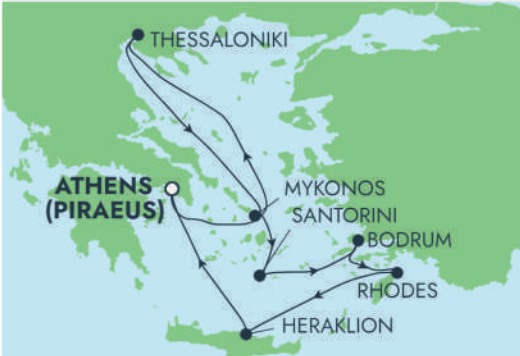 THESSALONIKI
ATHENS
(PIRAEUS)
MYKONOS
SANTORINI
BODRUM
RHODES
HERAKLION